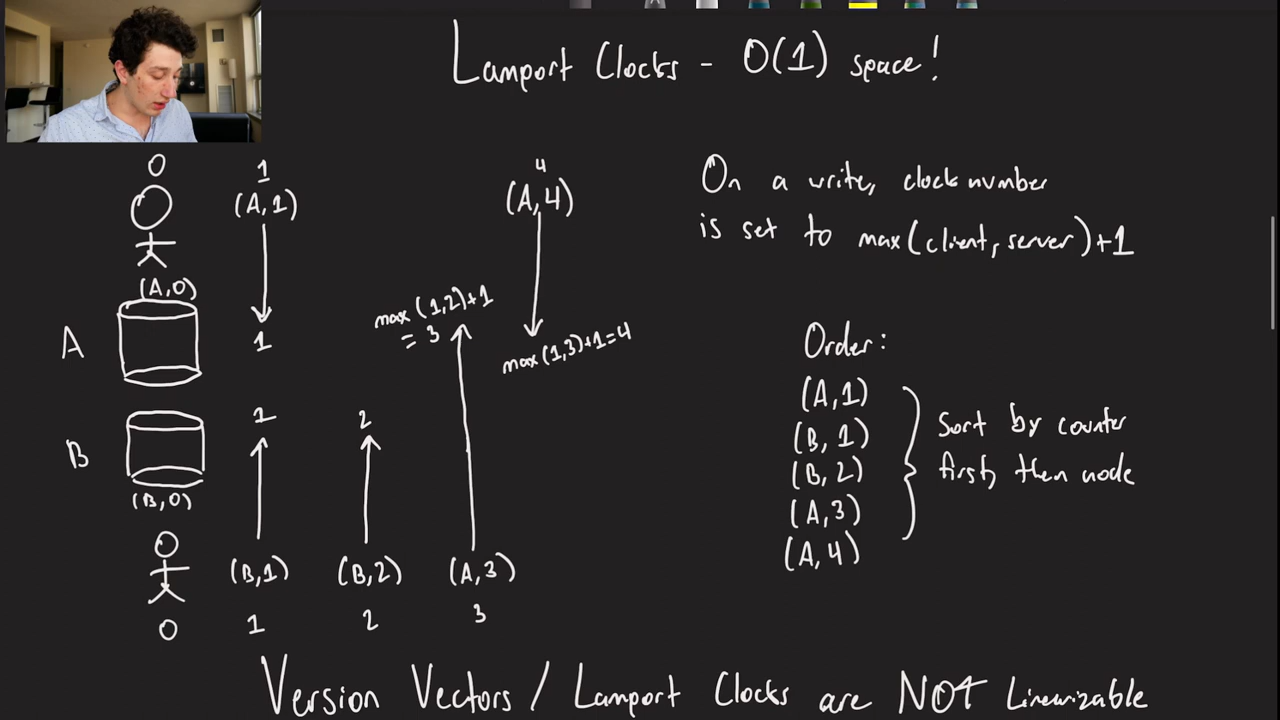 Lamport Clocks - O(1) space!
0
1
4
(A,1)
(A,4)
On a write, clock number
is set to max(client, server)+1
(A,0)
max(1,2)+1
= 3
A
1
max(1,3)+1=4
Order:
(A,1)
(B,1)
(B,2)
(A,3)
(A,4)
Sort by counter
first, then node
B
1
2
(B,0)
(B,1)
(B,2)
(A,3)
0
1
2
3
Version Vectors / Lamport Clocks are NOT Linearizable